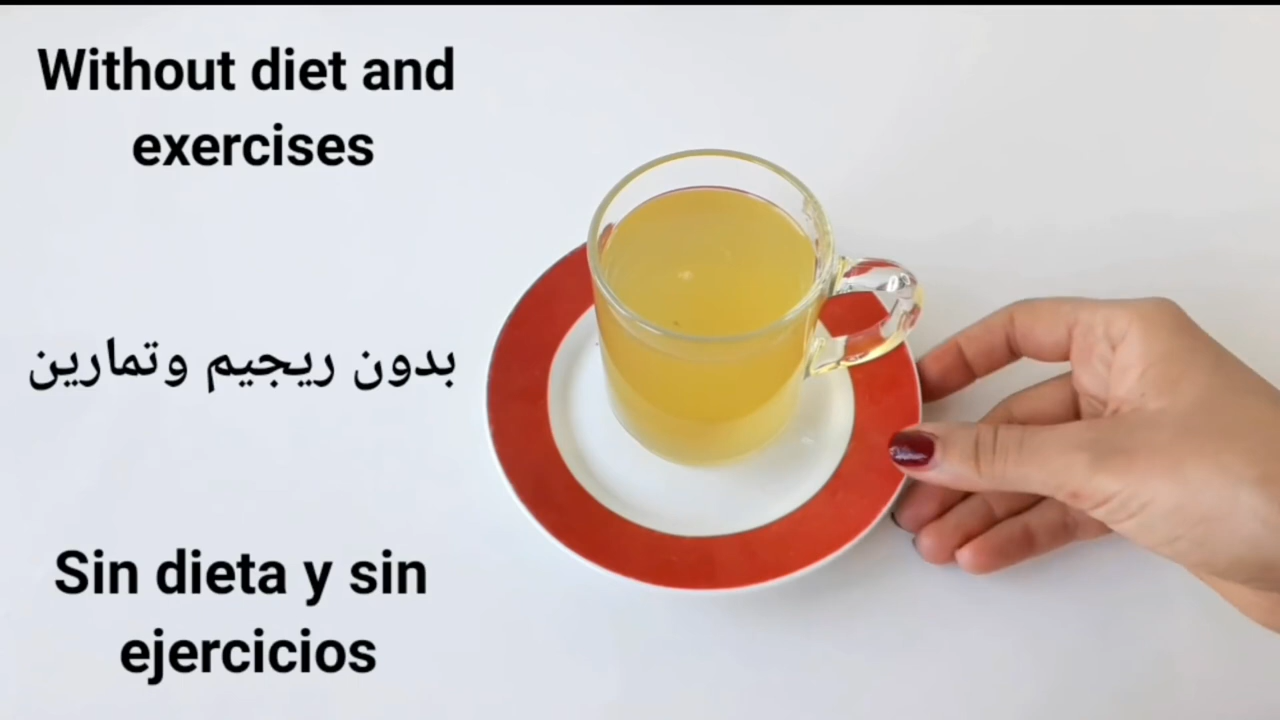 Without diet and
exercises
بدون ريجيم وتمارين
Sin dieta y sin
ejercicios